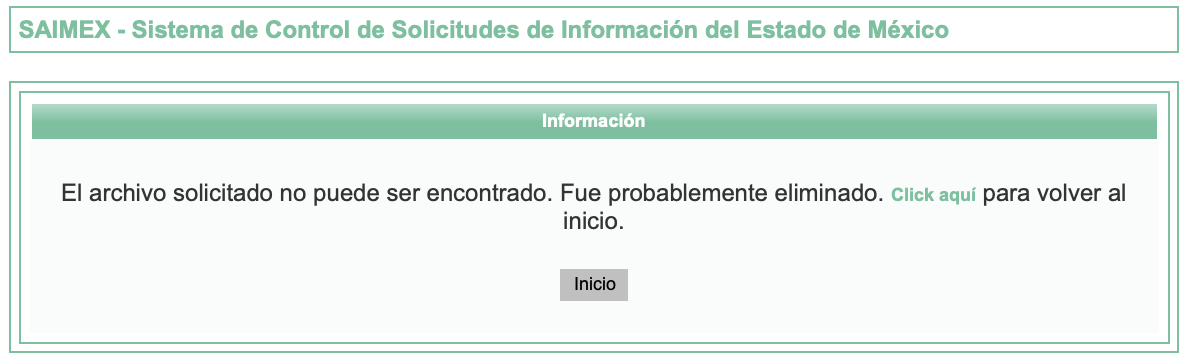 SAIMEX - Sistema de Control de Solicitudes de Información del Estado de México
Información
El archivo solicitado no puede ser encontrado. Fue probablemente eliminado. Click aquí para volver al
inicio.
Inicio